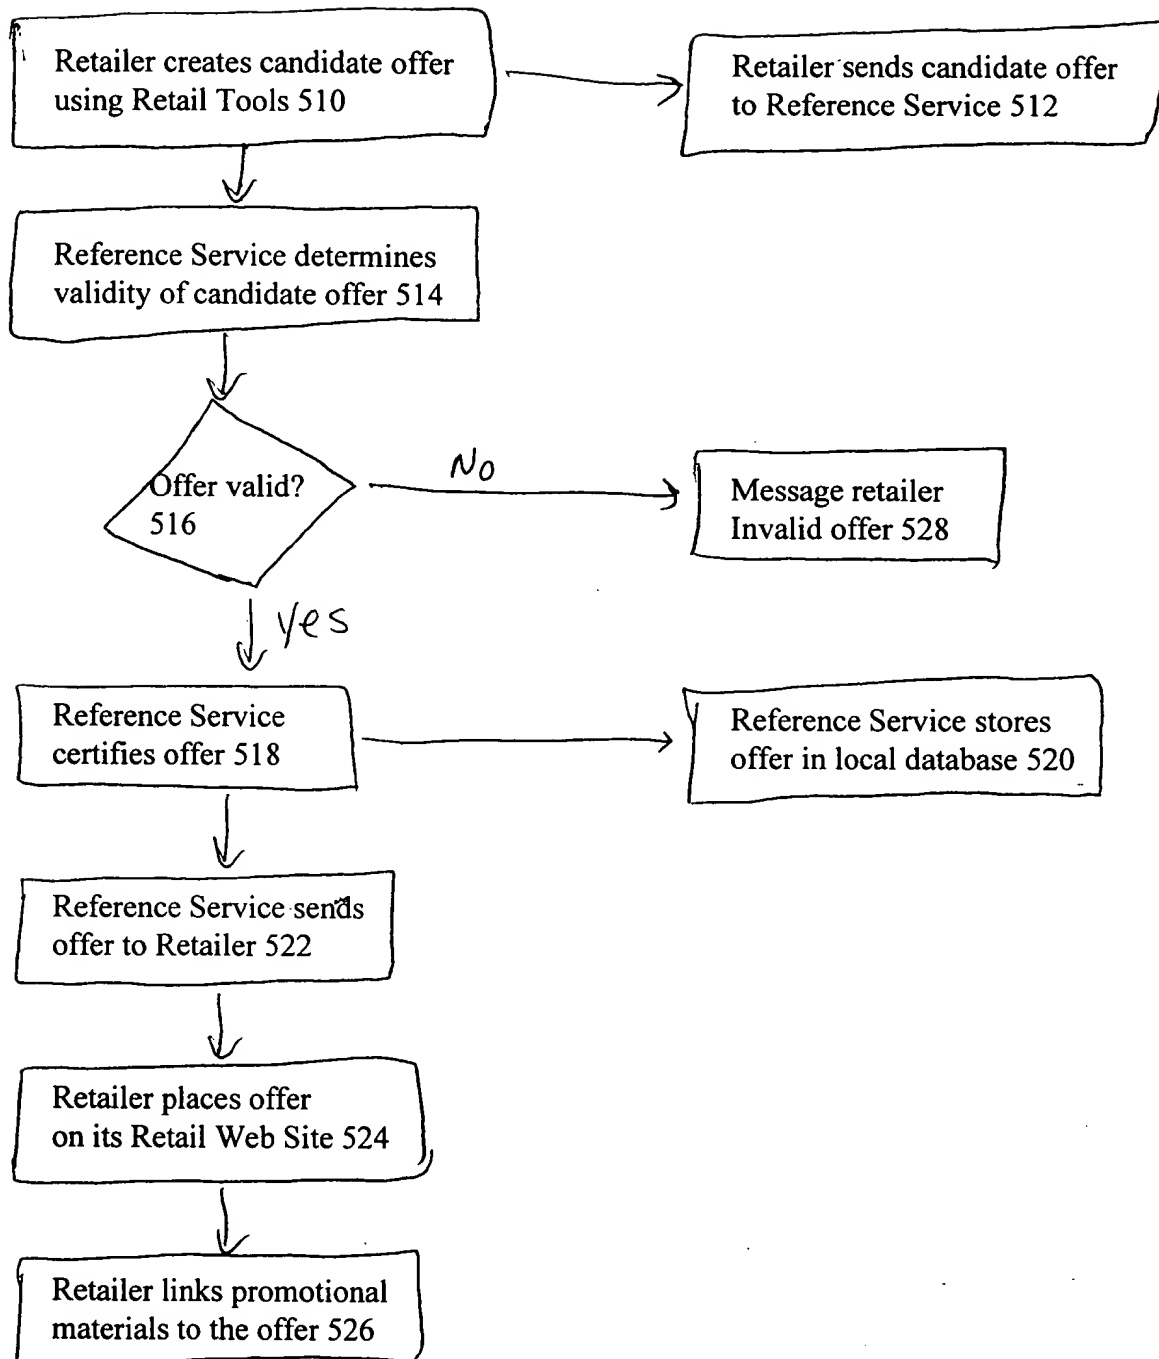 Retailer creates candidate offer
using Retail Tools 510
Retailer sends candidate offer
to Reference Service 512
Reference Service determines
validity of candidate offer 514
Offer valid?
516
No
Message retailer
Invalid offer 528
yes
Reference Service
certifies offer 518
Reference Service stores
offer in local database 520
Reference Service sends
offer to Retailer 522
Retailer places offer
on its Retail Web Site 524
Retailer links promotional
materials to the offer 526